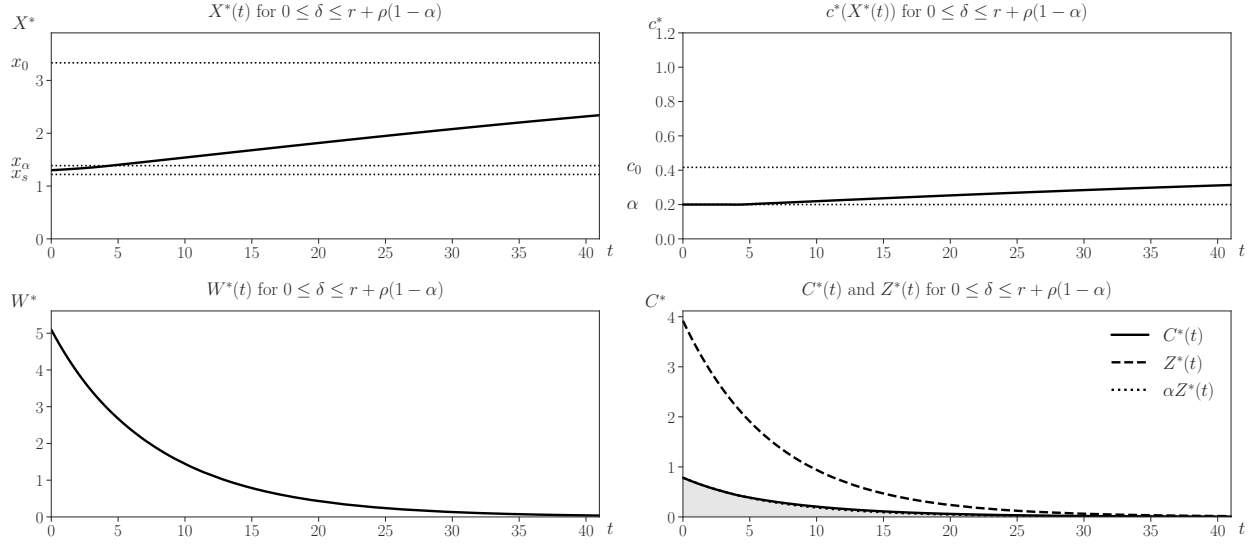 X*(t) for 0 ≤ δ ≤ r + ρ(1 − α)
X*
x₀
3
2
x_α
x_s
1
0
0 5 10 15 20 25 30 35 40 t
c*(X*(t)) for 0 ≤ δ ≤ r + ρ(1 − α)
c*
1.2
1.0
0.8
0.6
c₀
0.4
α
0.2
0.0
0 5 10 15 20 25 30 35 40 t
W*(t) for 0 ≤ δ ≤ r + ρ(1 − α)
W*
5
4
3
2
1
0
0 5 10 15 20 25 30 35 40 t
C*(t) and Z*(t) for 0 ≤ δ ≤ r + ρ(1 − α)
C*
4
3
2
1
0
C*(t)
Z*(t)
αZ*(t)
0 5 10 15 20 25 30 35 40 t